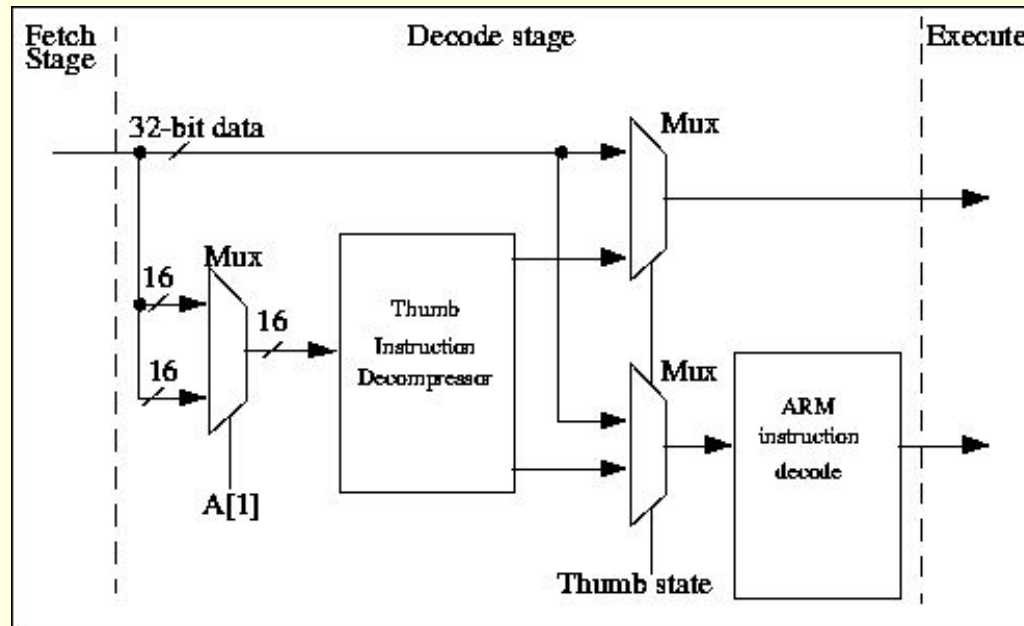 Fetch
Stage
Decode stage
Execute
32-bit data
Mux
Mux
16
16
16
Thumb
Instruction
Decompressor
Mux
ARM
instruction
decode
A[1]
Thumb state